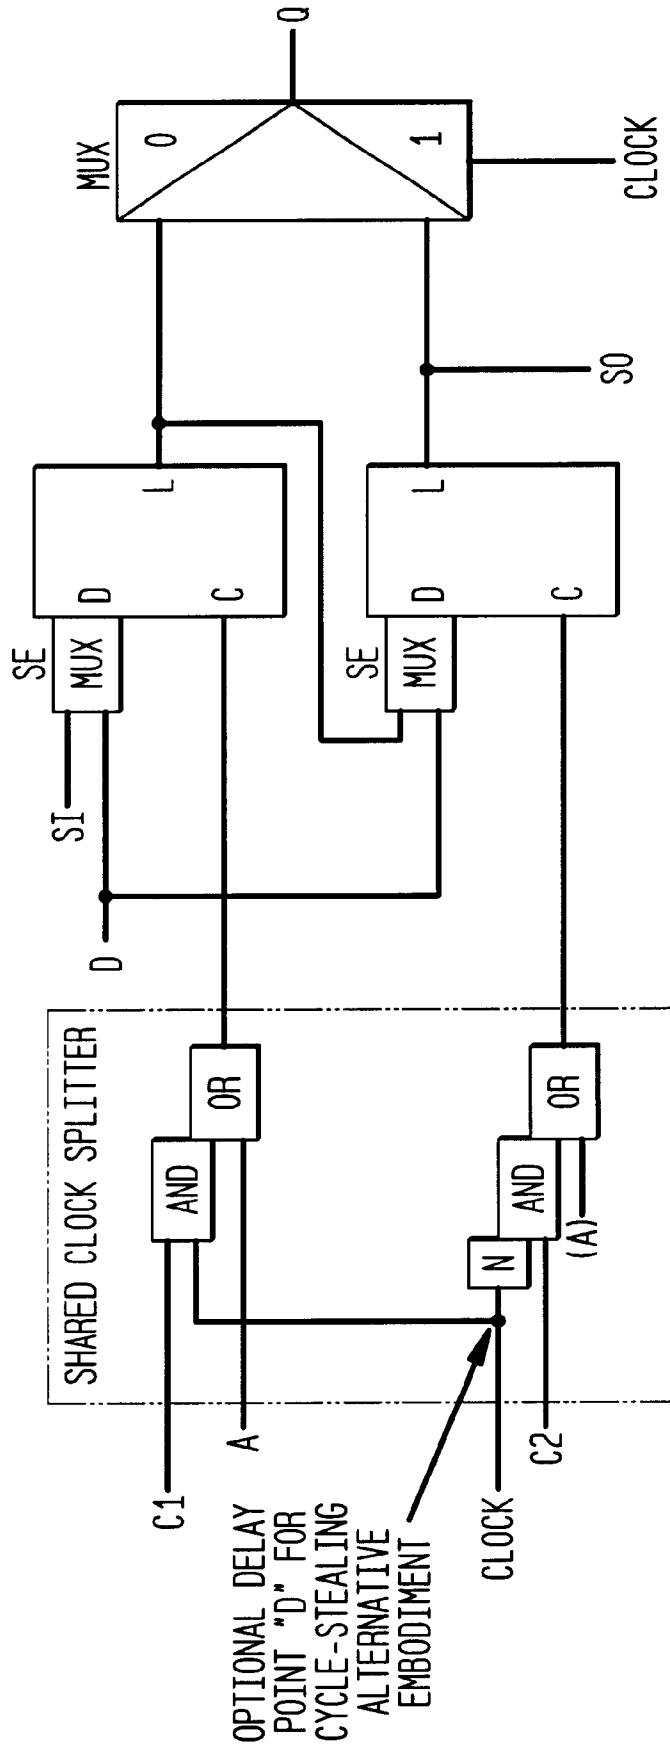 SHARED CLOCK SPLITTER
C1
A
AND
OR
OPTIONAL DELAY
POINT "D" FOR
CYCLE-STEALING
ALTERNATIVE
EMBODIMENT
CLOCK
C2
N
AND
(A)
OR
D
SI
SE
MUX
D
C
L
SE
MUX
D
C
L
SO
MUX
0
1
CLOCK
Q